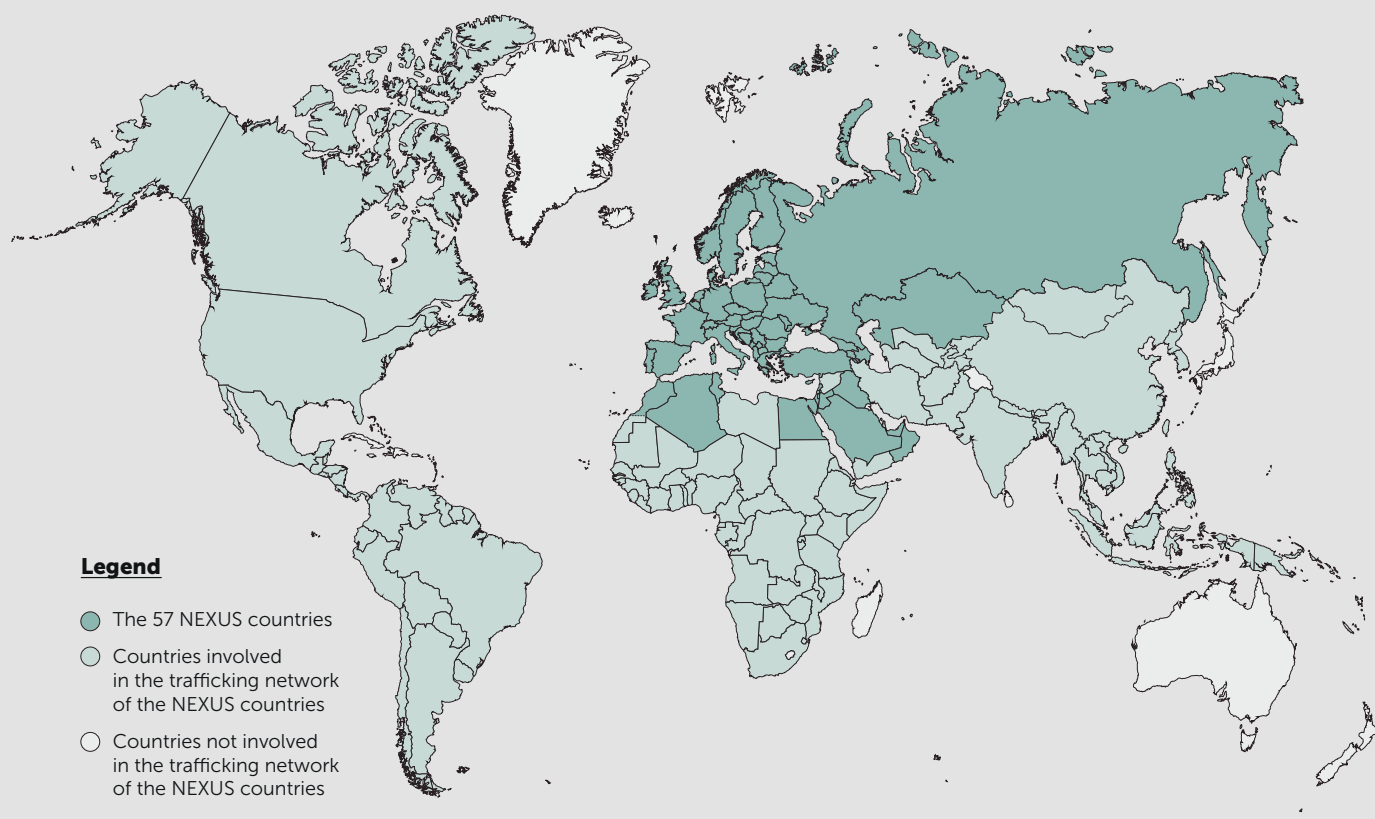 Legend
The 57 NEXUS countries
Countries involved
in the trafficking network
of the NEXUS countries
Countries not involved
in the trafficking network
of the NEXUS countries